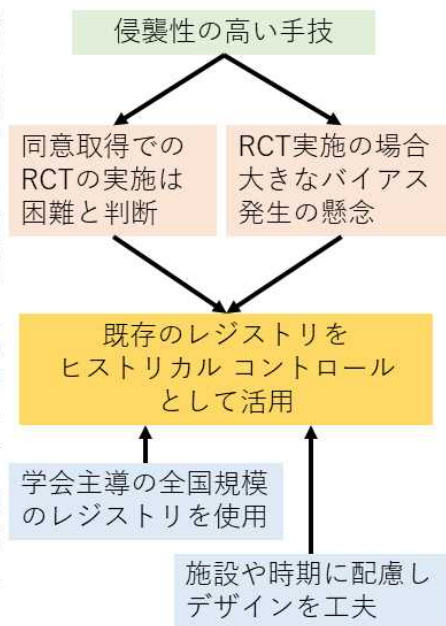 侵襲性の高い手技
同意取得での
RCTの実施は
困難と判断
RCT実施の場合
大きなバイアス
発生の懸念
既存のレジストリを
ヒストリカル コントロール
として活用
学会主導の全国規模
のレジストリを使用
施設や時期に配慮し
デザインを工夫